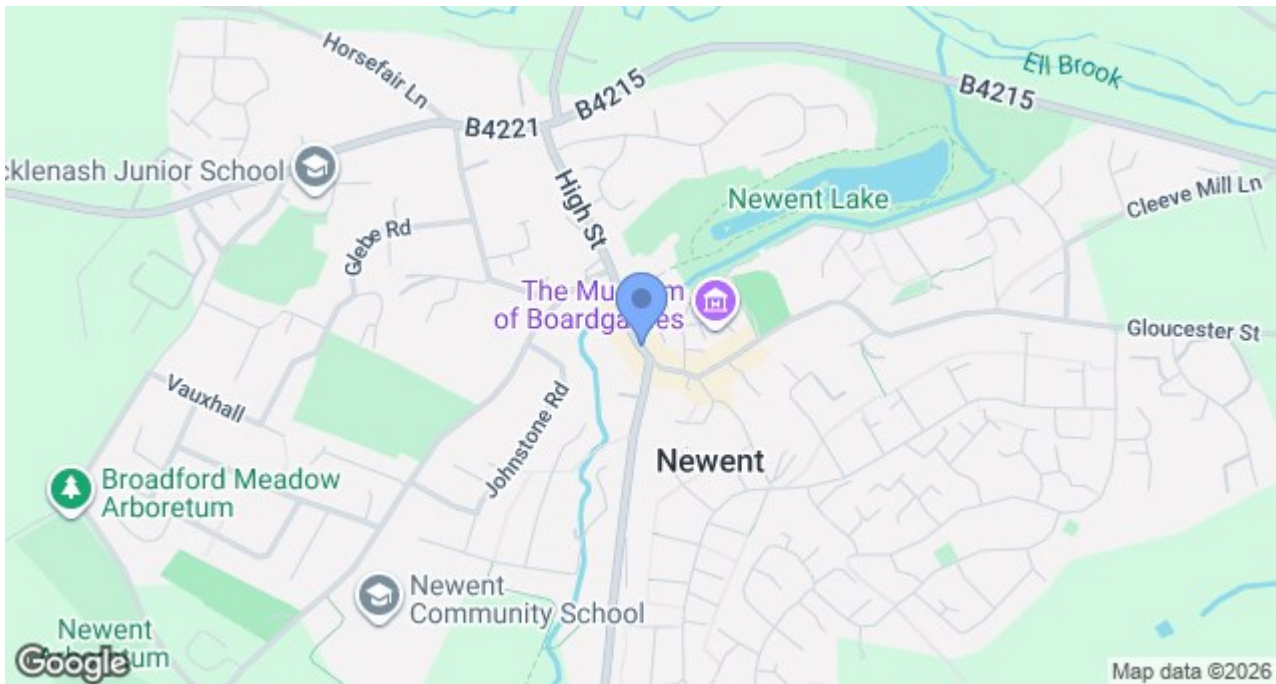 Horsefair Ln
B4215
Ell Brook
B4215
B4221
cklenash Junior School
High St
Newent Lake
Cleeve Mill Ln
Glebe Rd
The Mu m
of Boardga es
Gloucester St
Vauxhall
Johnstone Rd
Newent
Broadford Meadow
Arboretum
Newent
Community School
Newent
Google
Map data ©2026